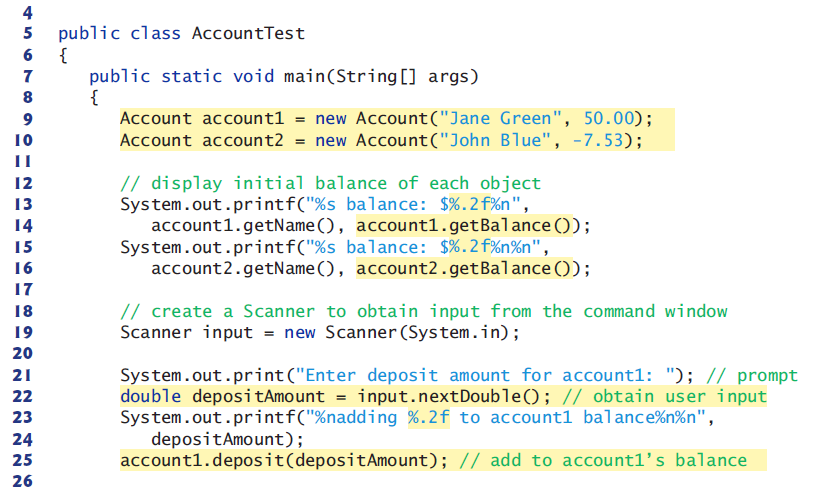 4
5 public class AccountTest
6 {
7 public static void main(String[] args)
8 {
9 Account account1 = new Account("Jane Green", 50.00);
10 Account account2 = new Account("John Blue", -7.53);
11
12 // display initial balance of each object
13 System.out.printf("%s balance: $%.2f%n",
14 account1.getName(), account1.getBalance());
15 System.out.printf("%s balance: $%.2f%n%n",
16 account2.getName(), account2.getBalance());
17
18 // create a Scanner to obtain input from the command window
19 Scanner input = new Scanner(System.in);
20
21 System.out.print("Enter deposit amount for account1: "); // prompt
22 double depositAmount = input.nextDouble(); // obtain user input
23 System.out.printf("%nadding %.2f to account1 balance%n%n",
24 depositAmount);
25 account1.deposit(depositAmount); // add to account1’s balance
26